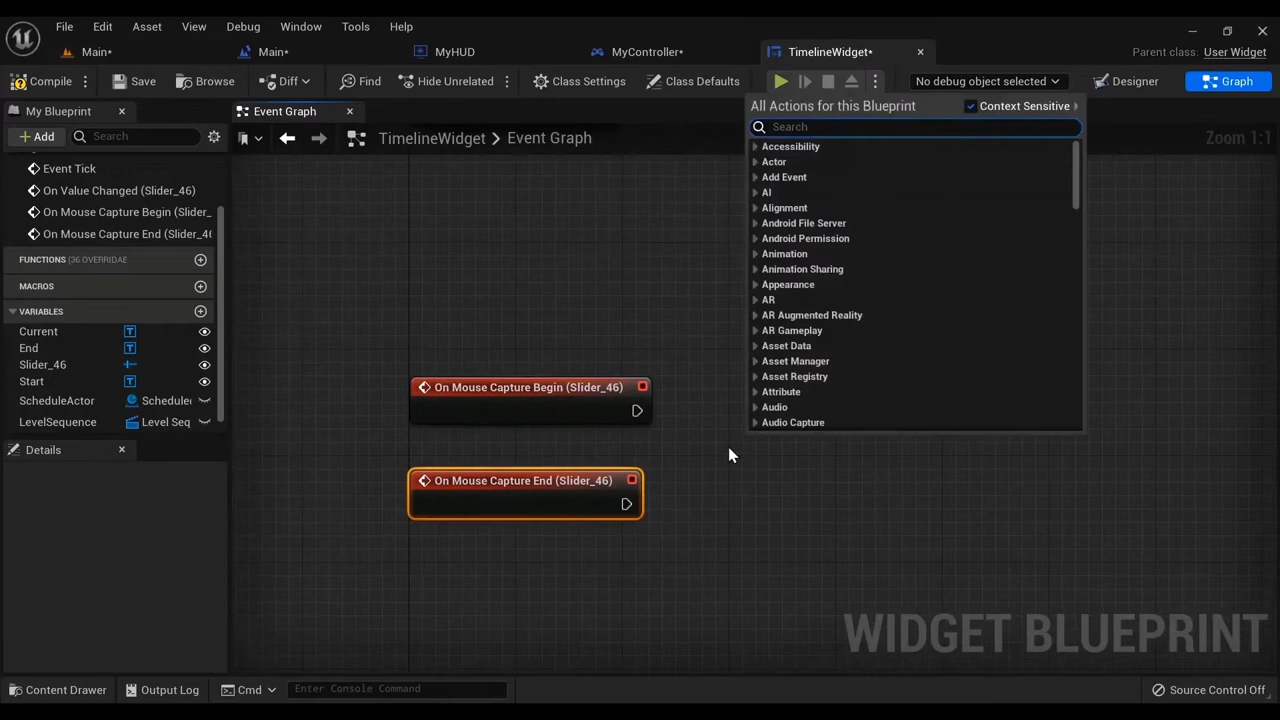 File Edit Asset View Debug Window Tools Help
Main* Main* MyHUD MyController* TimelineWidget* Parent class: User Widget
Compile Save Browse Diff Find Hide Unrelated Class Settings Class Defaults No debug object selected Designer Graph
My Blueprint Event Graph All Actions for this Blueprint Context Sensitive
Add Search TimelineWidget > Event Graph Search Zoom 1:1
Event Tick
On Value Changed (Slider_46)
On Mouse Capture Begin (Slider_
On Mouse Capture End (Slider_46
FUNCTIONS (36 OVERRIDAE
MACROS
VARIABLES
Current
End
Slider_46
Start
ScheduleActor Schedule
LevelSequence Level Seq
Details
Accessibility
Actor
Add Event
AI
Alignment
Android File Server
Android Permission
Animation
Animation Sharing
Appearance
AR
AR Augmented Reality
AR Gameplay
Asset Data
Asset Manager
Asset Registry
Attribute
Audio
Audio Capture
On Mouse Capture Begin (Slider_46)
On Mouse Capture End (Slider_46)
WIDGET BLUEPRINT
Content Drawer Output Log Cmd Enter Console Command Source Control Off